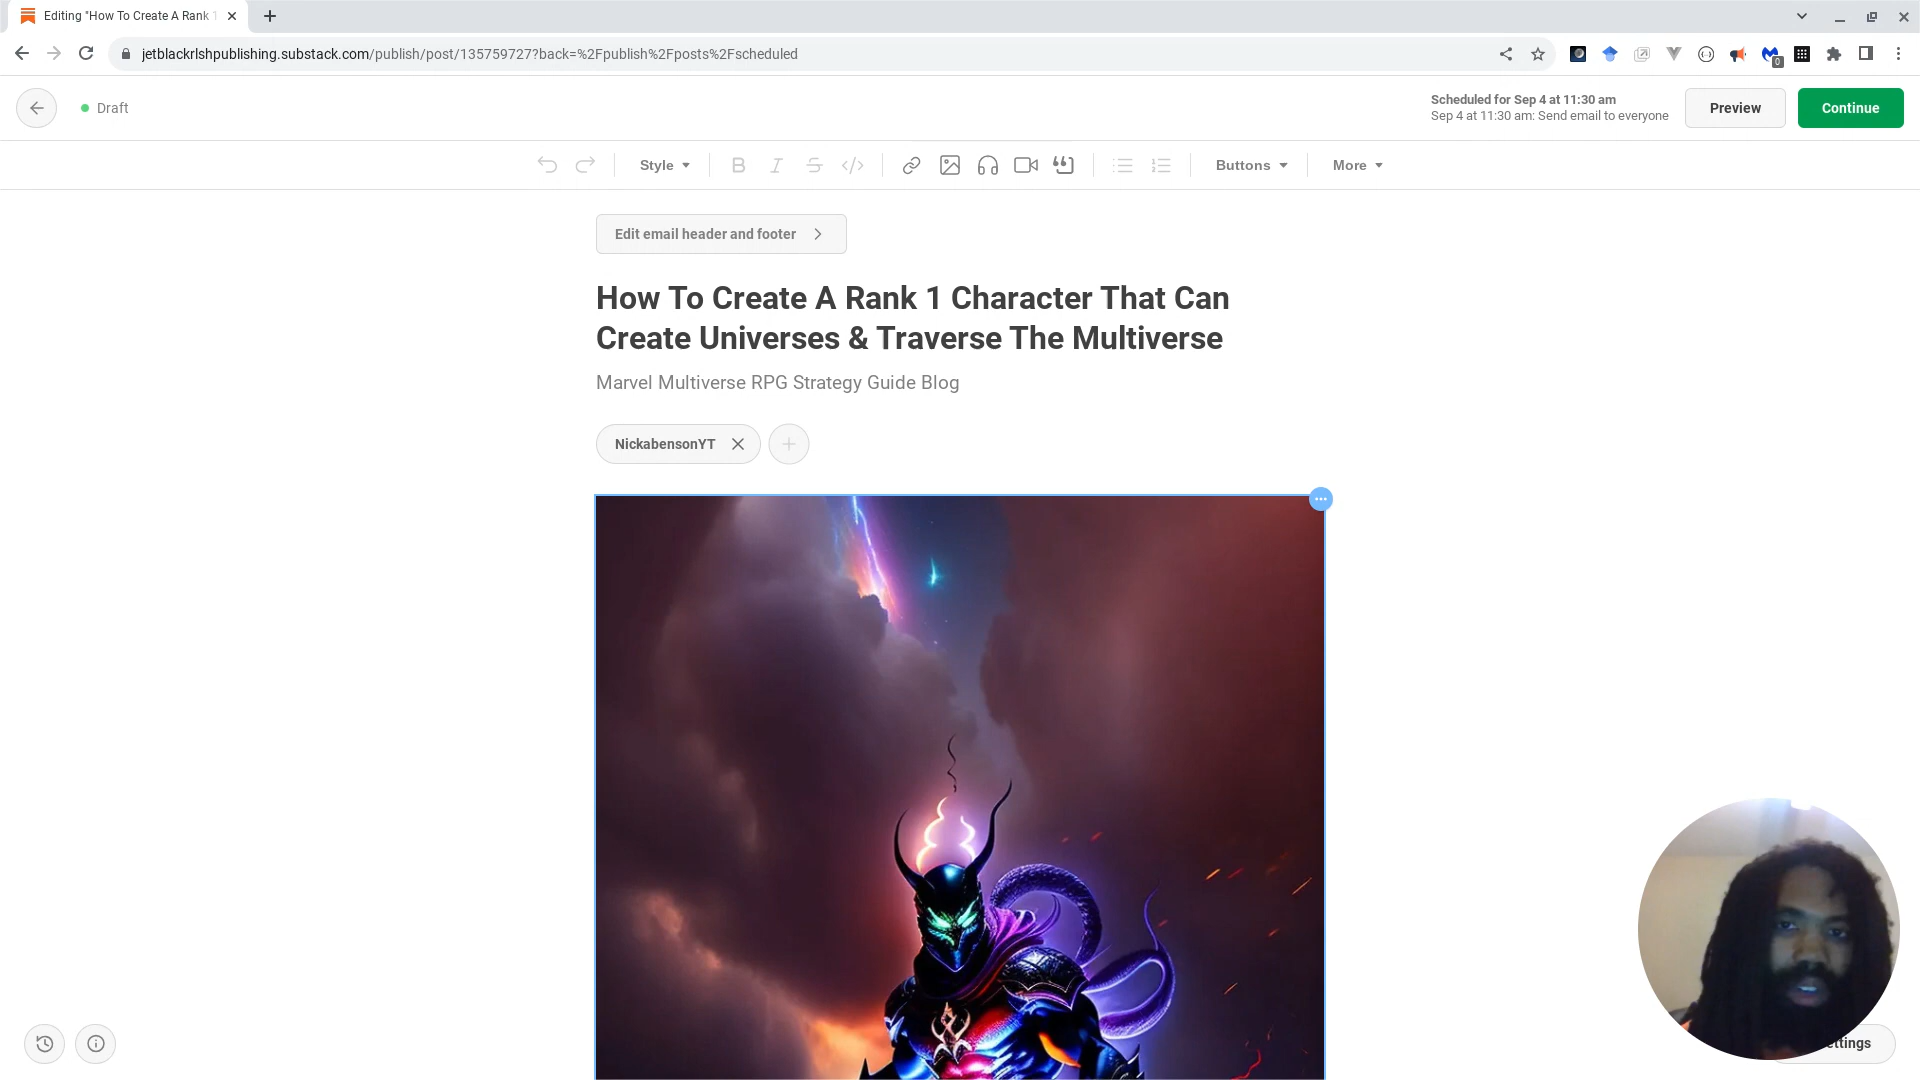 Editing "How To Create A Rank 1
jetblackrlshpublishing.substack.com/publish/post/135759727?back=%2Fpublish%2Fposts%2Fscheduled
0
Draft
Scheduled for Sep 4 at 11:30 am
Sep 4 at 11:30 am: Send email to everyone
Preview
Continue
Style
Buttons
More
Edit email header and footer
How To Create A Rank 1 Character That Can
Create Universes & Traverse The Multiverse
Marvel Multiverse RPG Strategy Guide Blog
NickabensonYT
ettings